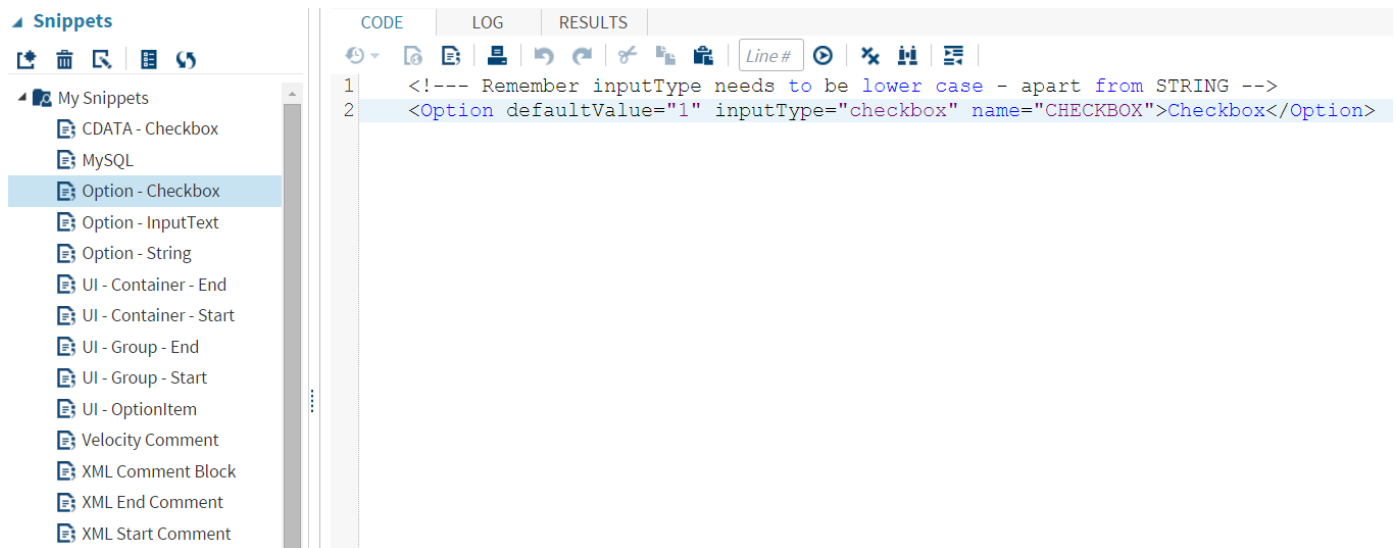 Snippets
My Snippets
CDATA - Checkbox
MySQL
Option - Checkbox
Option - InputText
Option - String
UI - Container - End
UI - Container - Start
UI - Group - End
UI - Group - Start
UI - OptionItem
Velocity Comment
XML Comment Block
XML End Comment
XML Start Comment
CODE LOG RESULTS
Line #
1 <!--- Remember inputType needs to be lower case - apart from STRING -->
2 <Option defaultValue="1" inputType="checkbox" name="CHECKBOX">Checkbox</Option>